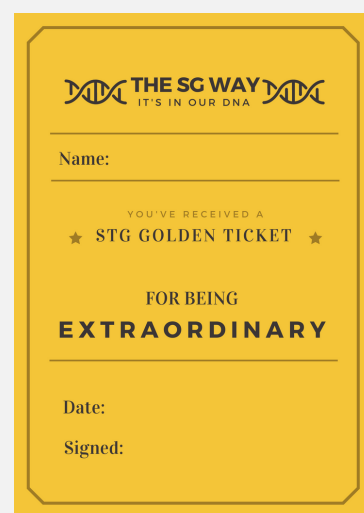 THE SG WAY
IT'S IN OUR DNA
Name:
YOU'VE RECEIVED A
STG GOLDEN TICKET
FOR BEING
EXTRAORDINARY
Date:
Signed: